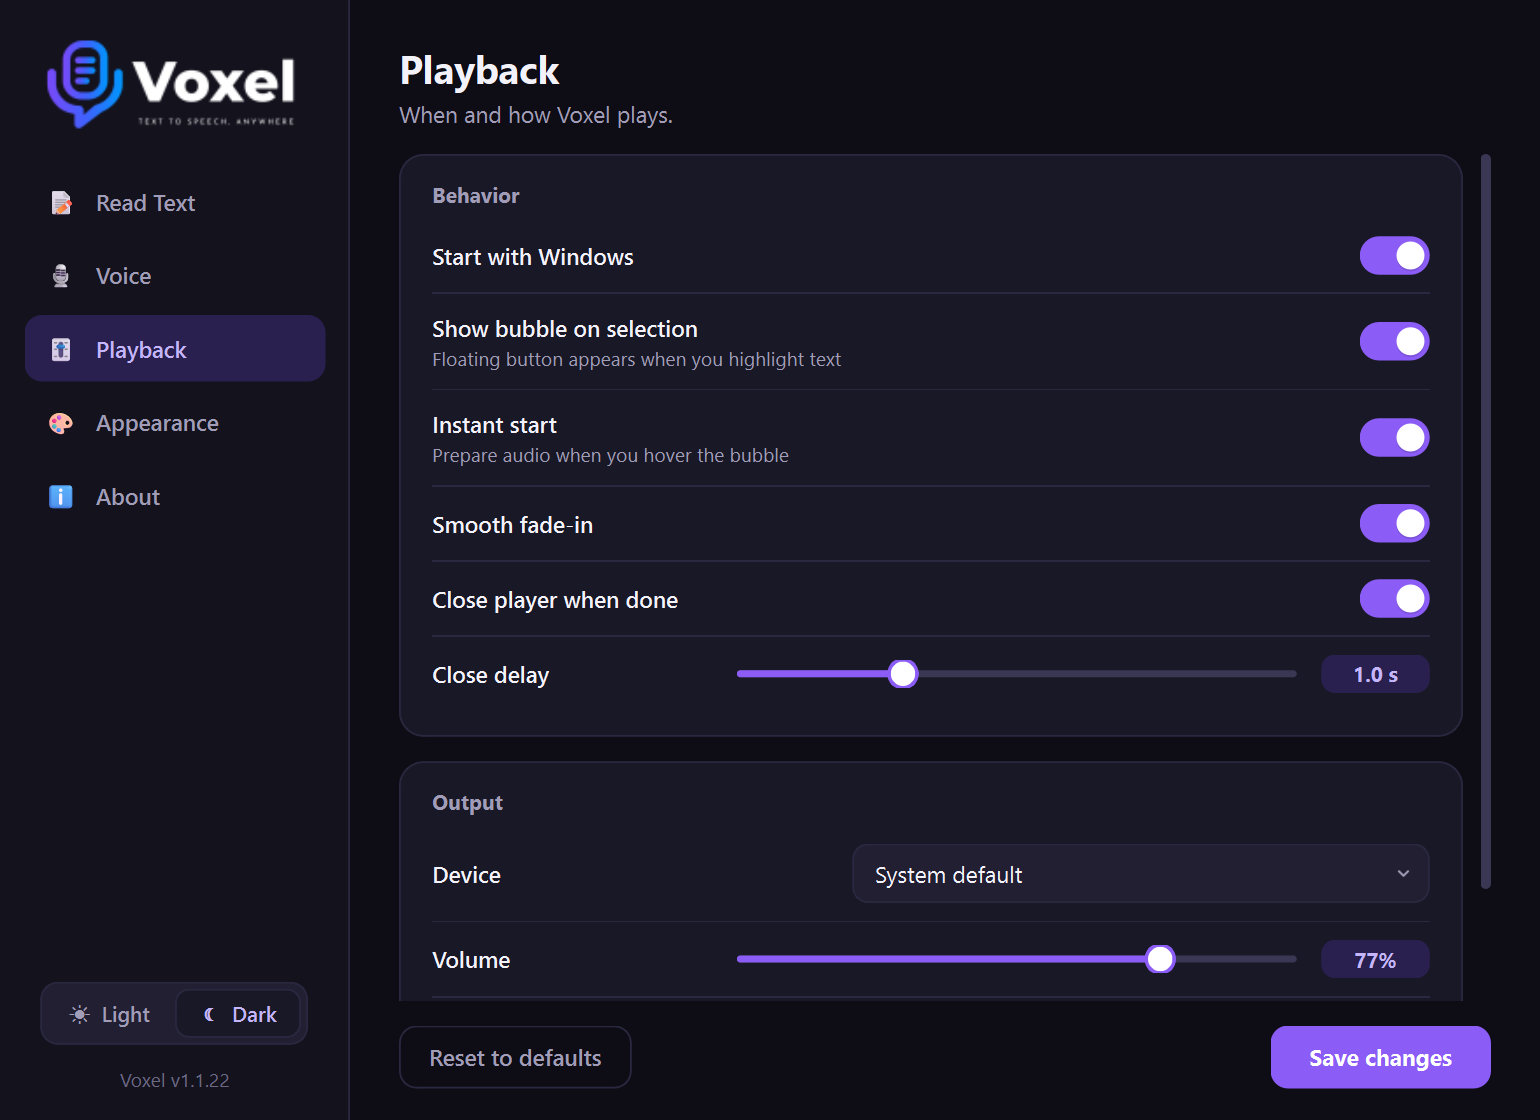 Voxel
TEXT TO SPEECH, ANYWHERE
Read Text
Voice
Playback
Appearance
About
Light
Dark
Voxel v1.1.22
Playback
When and how Voxel plays.
Behavior
Start with Windows
Show bubble on selection
Floating button appears when you highlight text
Instant start
Prepare audio when you hover the bubble
Smooth fade-in
Close player when done
Close delay
1.0 s
Output
Device
System default
Volume
77%
Reset to defaults
Save changes